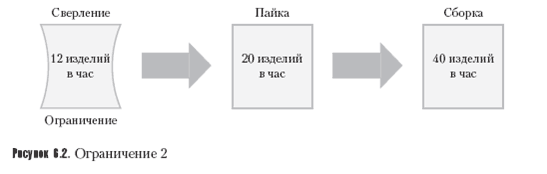 Сверление
Пайка
Сборка
12 изделий
в час
20 изделий
в час
40 изделий
в час
Ограничение
Рисунок 6.2. Ограничение 2